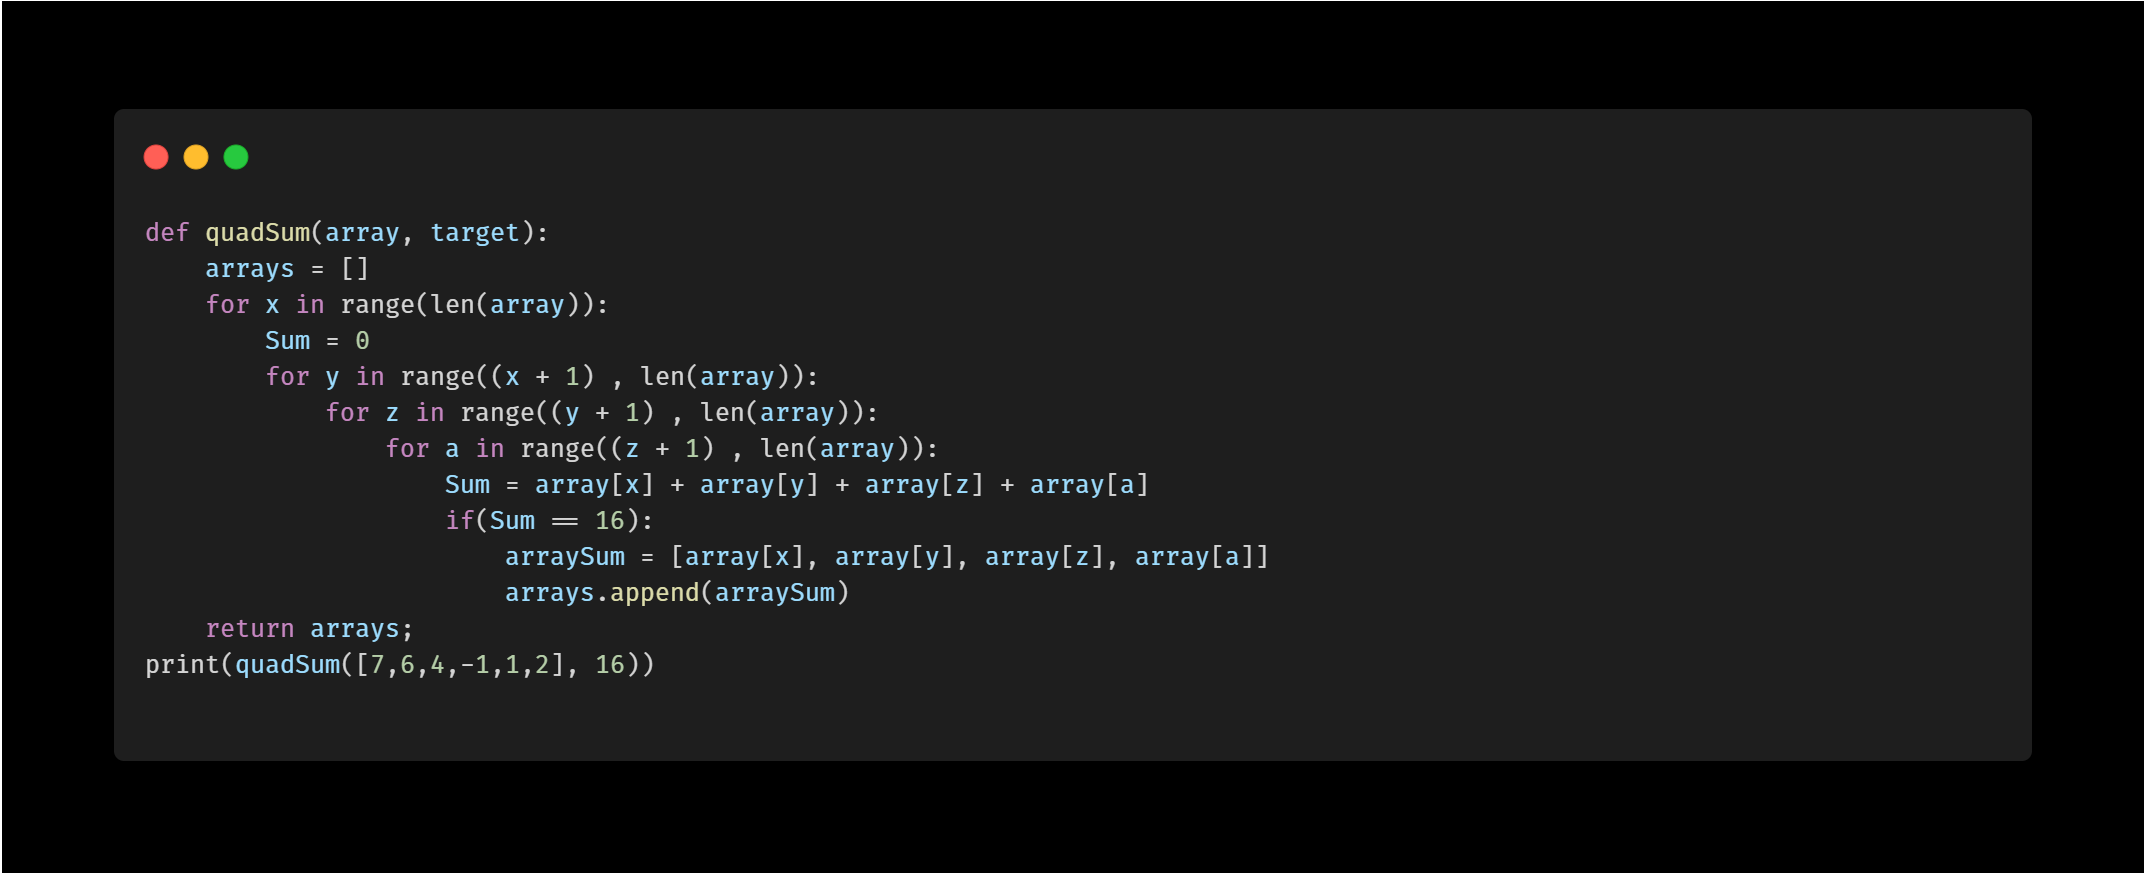 def quadSum(array, target):
    arrays = []
    for x in range(len(array)):
        Sum = 0
        for y in range((x + 1) , len(array)):
            for z in range((y + 1) , len(array)):
                for a in range((z + 1) , len(array)):
                    Sum = array[x] + array[y] + array[z] + array[a]
                    if(Sum == 16):
                        arraySum = [array[x], array[y], array[z], array[a]]
                        arrays.append(arraySum)
    return arrays;
print(quadSum([7,6,4,-1,1,2], 16))